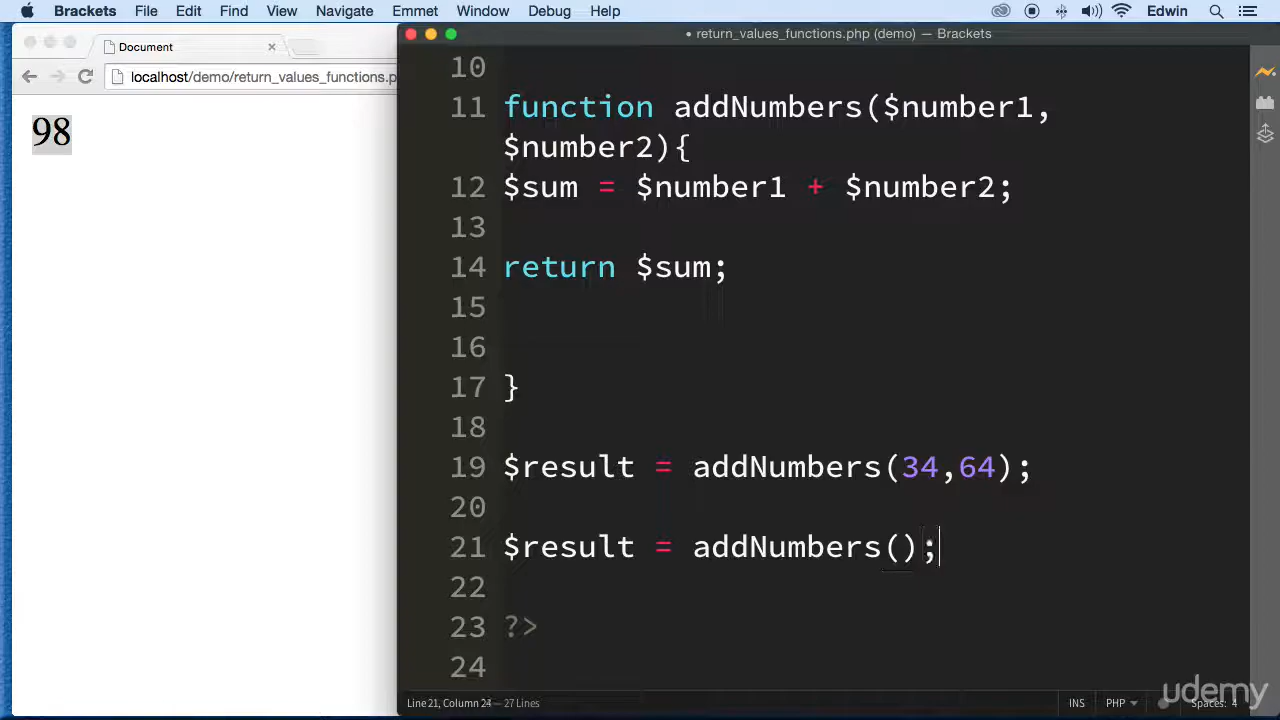 Brackets File Edit Find View Navigate Emmet Window Debug Help Edwin
Document
localhost/demo/return_values_functions.p
98
• return_values_functions.php (demo) — Brackets
10
11 function addNumbers($number1,
$number2){
12 $sum = $number1 + $number2;
13
14 return $sum;
15
16
17 }
18
19 $result = addNumbers(34,64);
20
21 $result = addNumbers();
22
23 ?>
24
Line 21, Column 24 — 27 Lines
INS PHP Spaces: 4
udemy